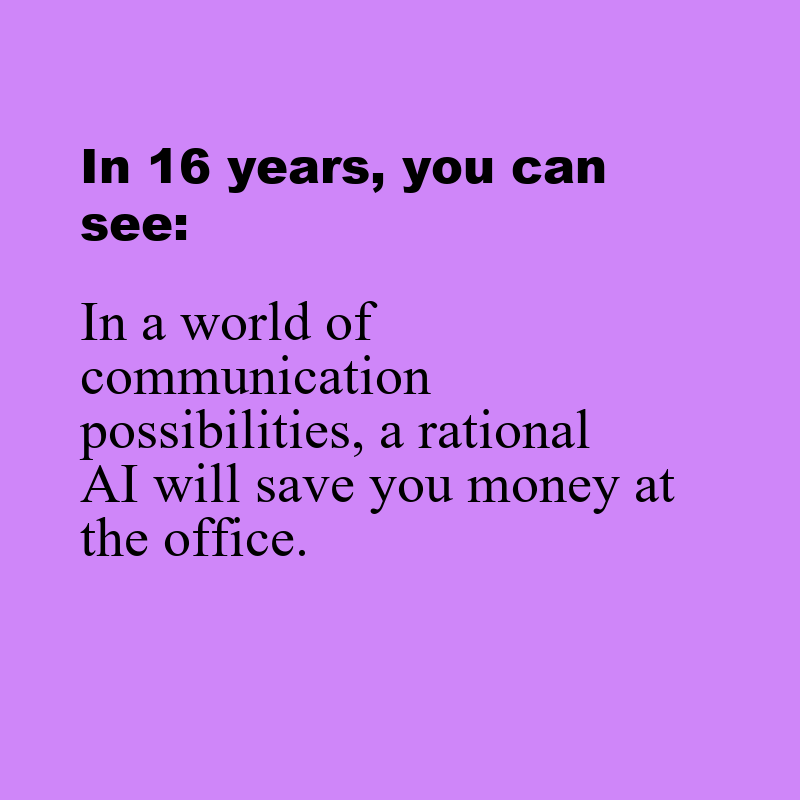 In 16 years, you can
see:
In a world of
communication
possibilities, a rational
AI will save you money at
the office.